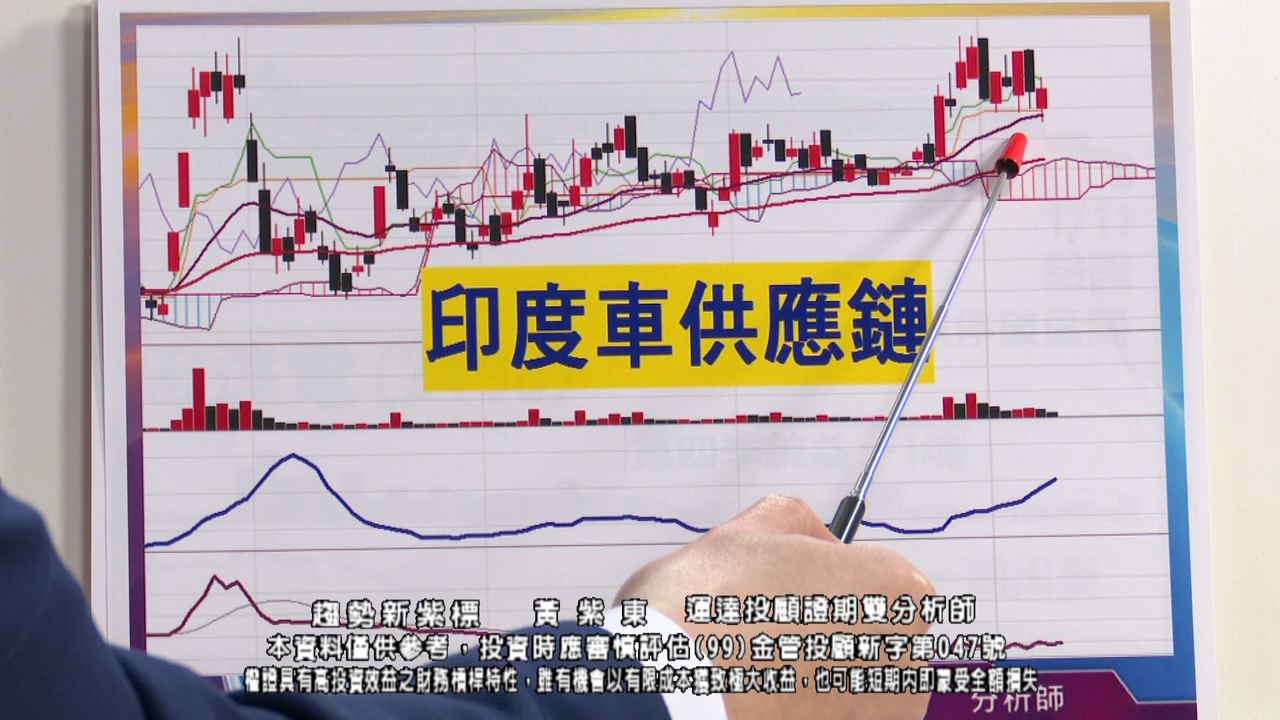 印度車供應鏈
趨勢新紫標 黃紫東 運達投顧證期雙分析師
本資料僅供參考，投資時應審慎評估(99)金管投顧新字第047號
權證具有高投資效益之財務槓桿特性，雖有機會以有限成本獲致極大收益，也可能短期內即蒙受全額損失
分析師